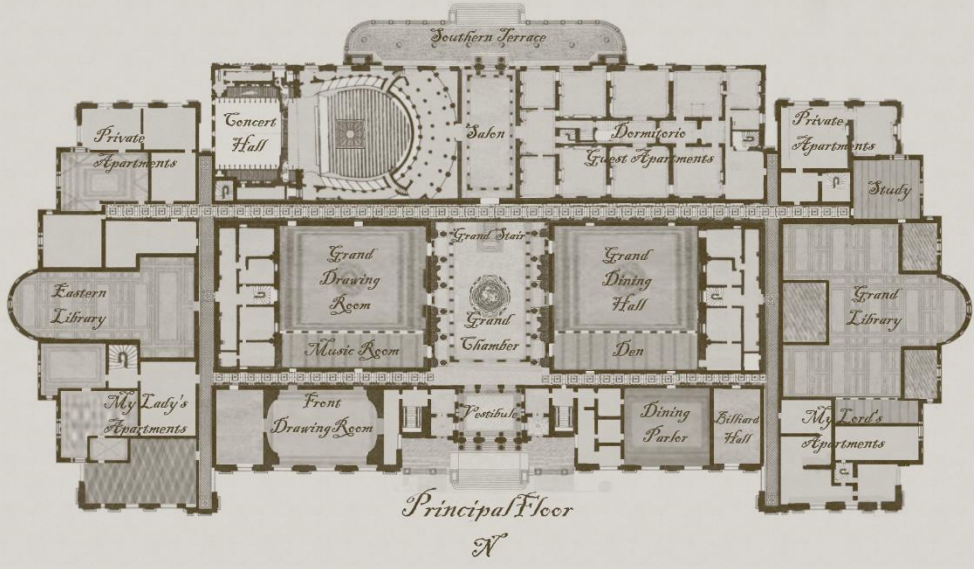 Southern Terrace
Concert
Hall
Salon
Dormitorio
Guest Apartments
Private
Apartments
Private
Apartments
Study
Grand
Drawing
Room
Music Room
Grand Stair
Grand
Chamber
Grand
Dining
Hall
Den
Eastern
Library
Grand
Library
My Lady's
Apartments
Front
Drawing Room
Vestibule
Dining
Parlor
Billiard
Hall
My Lord's
Apartments
Principal Floor
N